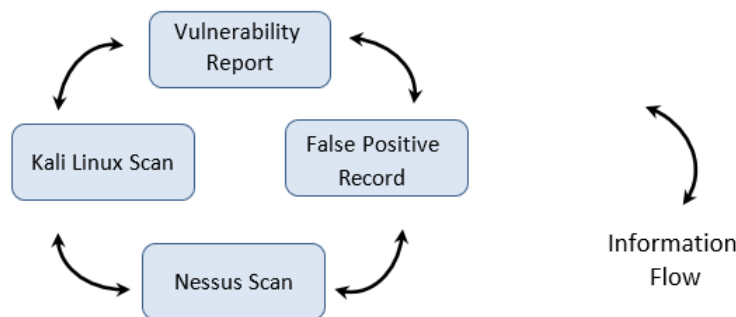 Vulnerability
Report
Kali Linux Scan
False Positive
Record
Nessus Scan
Information
Flow